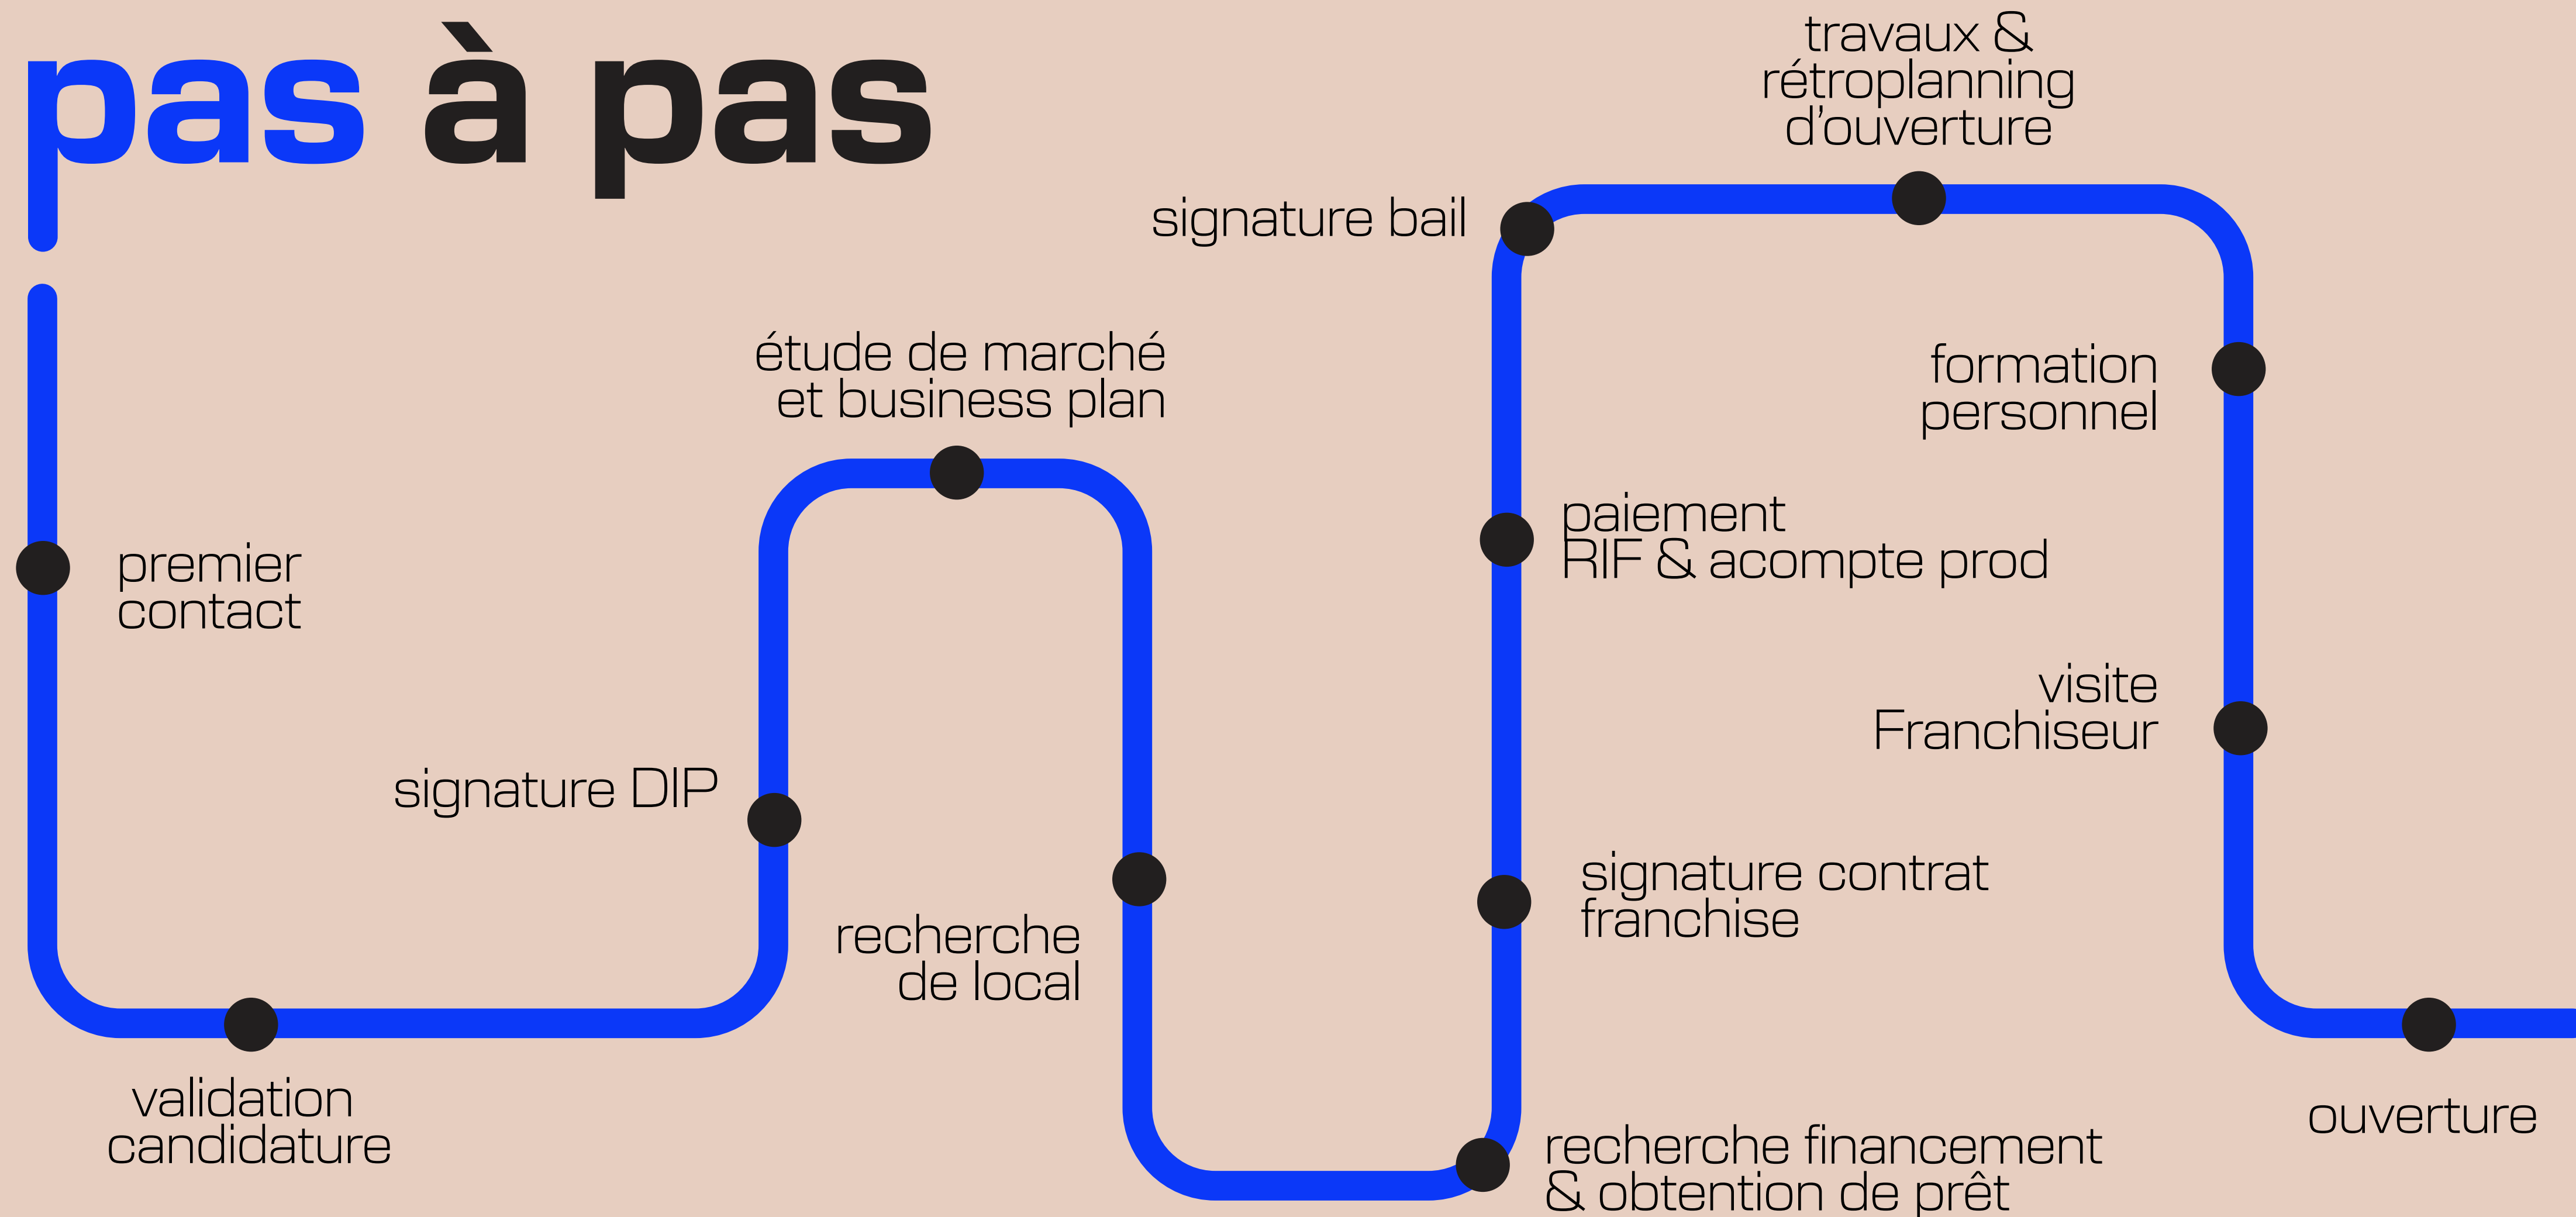 pas à pas
premier
contact
validation
candidature
signature DIP
étude de marché
et business plan
recherche
de local
recherche financement
& obtention de prêt
signature contrat
franchise
paiement
RIF & acompte prod
signature bail
travaux &
rétroplanning
d'ouverture
formation
personnel
visite
Franchiseur
ouverture